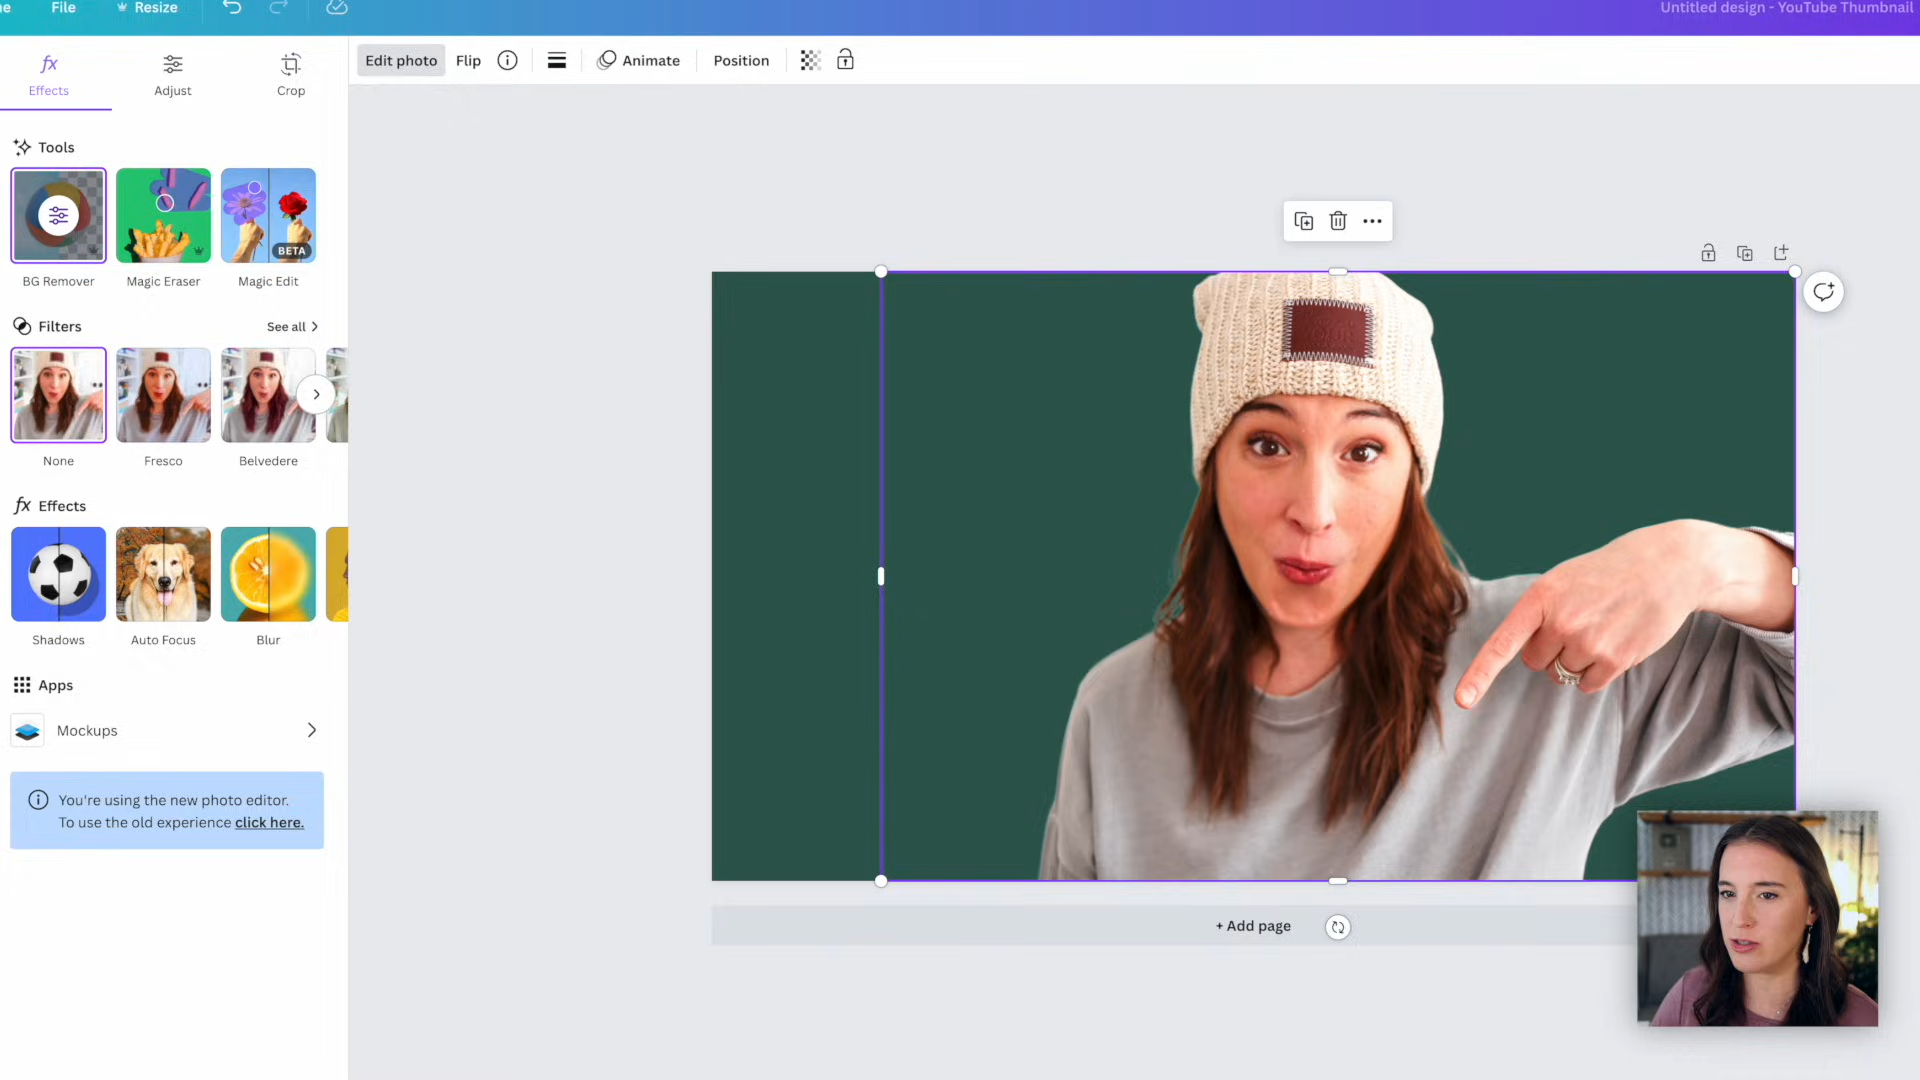 File
Resize
Untitled design - YouTube Thumbnail
fx
Effects
Adjust
Crop
Edit photo
Flip
Animate
Position
Tools
BETA
BG Remover
Magic Eraser
Magic Edit
Filters
See all
None
Fresco
Belvedere
fx Effects
Shadows
Auto Focus
Blur
Apps
Mockups
You're using the new photo editor.
To use the old experience click here.
+ Add page